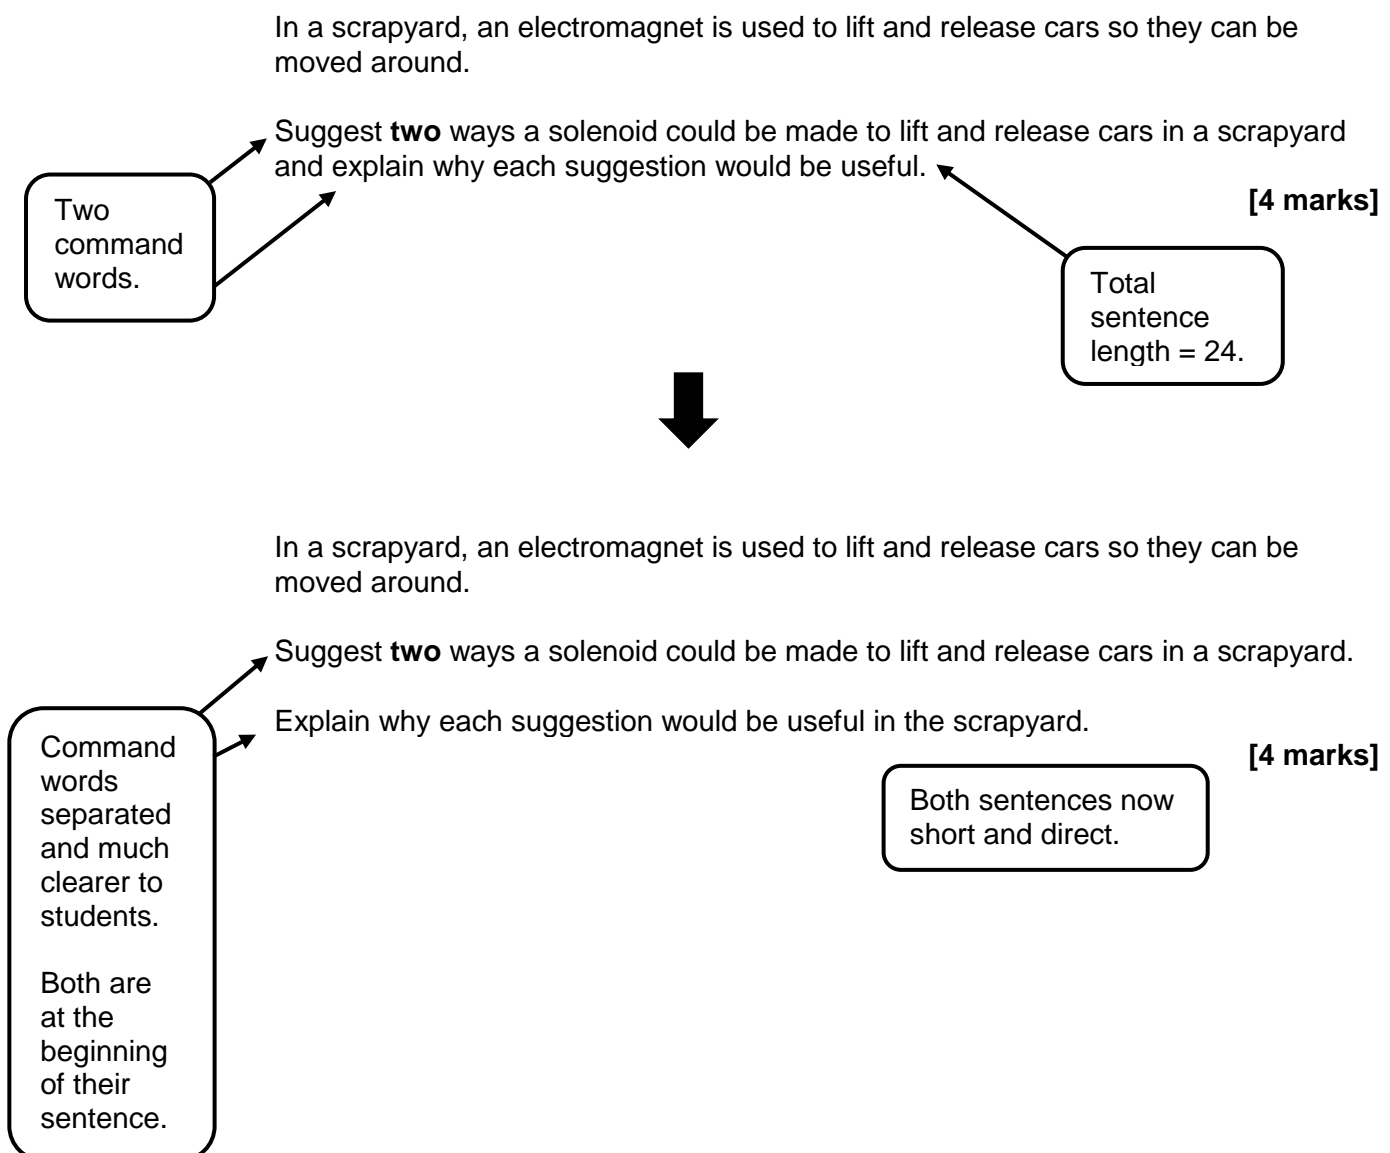 In a scrapyard, an electromagnet is used to lift and release cars so they can be
moved around.
Suggest two ways a solenoid could be made to lift and release cars in a scrapyard
and explain why each suggestion would be useful.
[4 marks]
Two
command
words.
Total
sentence
length = 24.
In a scrapyard, an electromagnet is used to lift and release cars so they can be
moved around.
Suggest two ways a solenoid could be made to lift and release cars in a scrapyard.
Explain why each suggestion would be useful in the scrapyard.
[4 marks]
Command
words
separated
and much
clearer to
students.
Both are
at the
beginning
of their
sentence.
Both sentences now
short and direct.